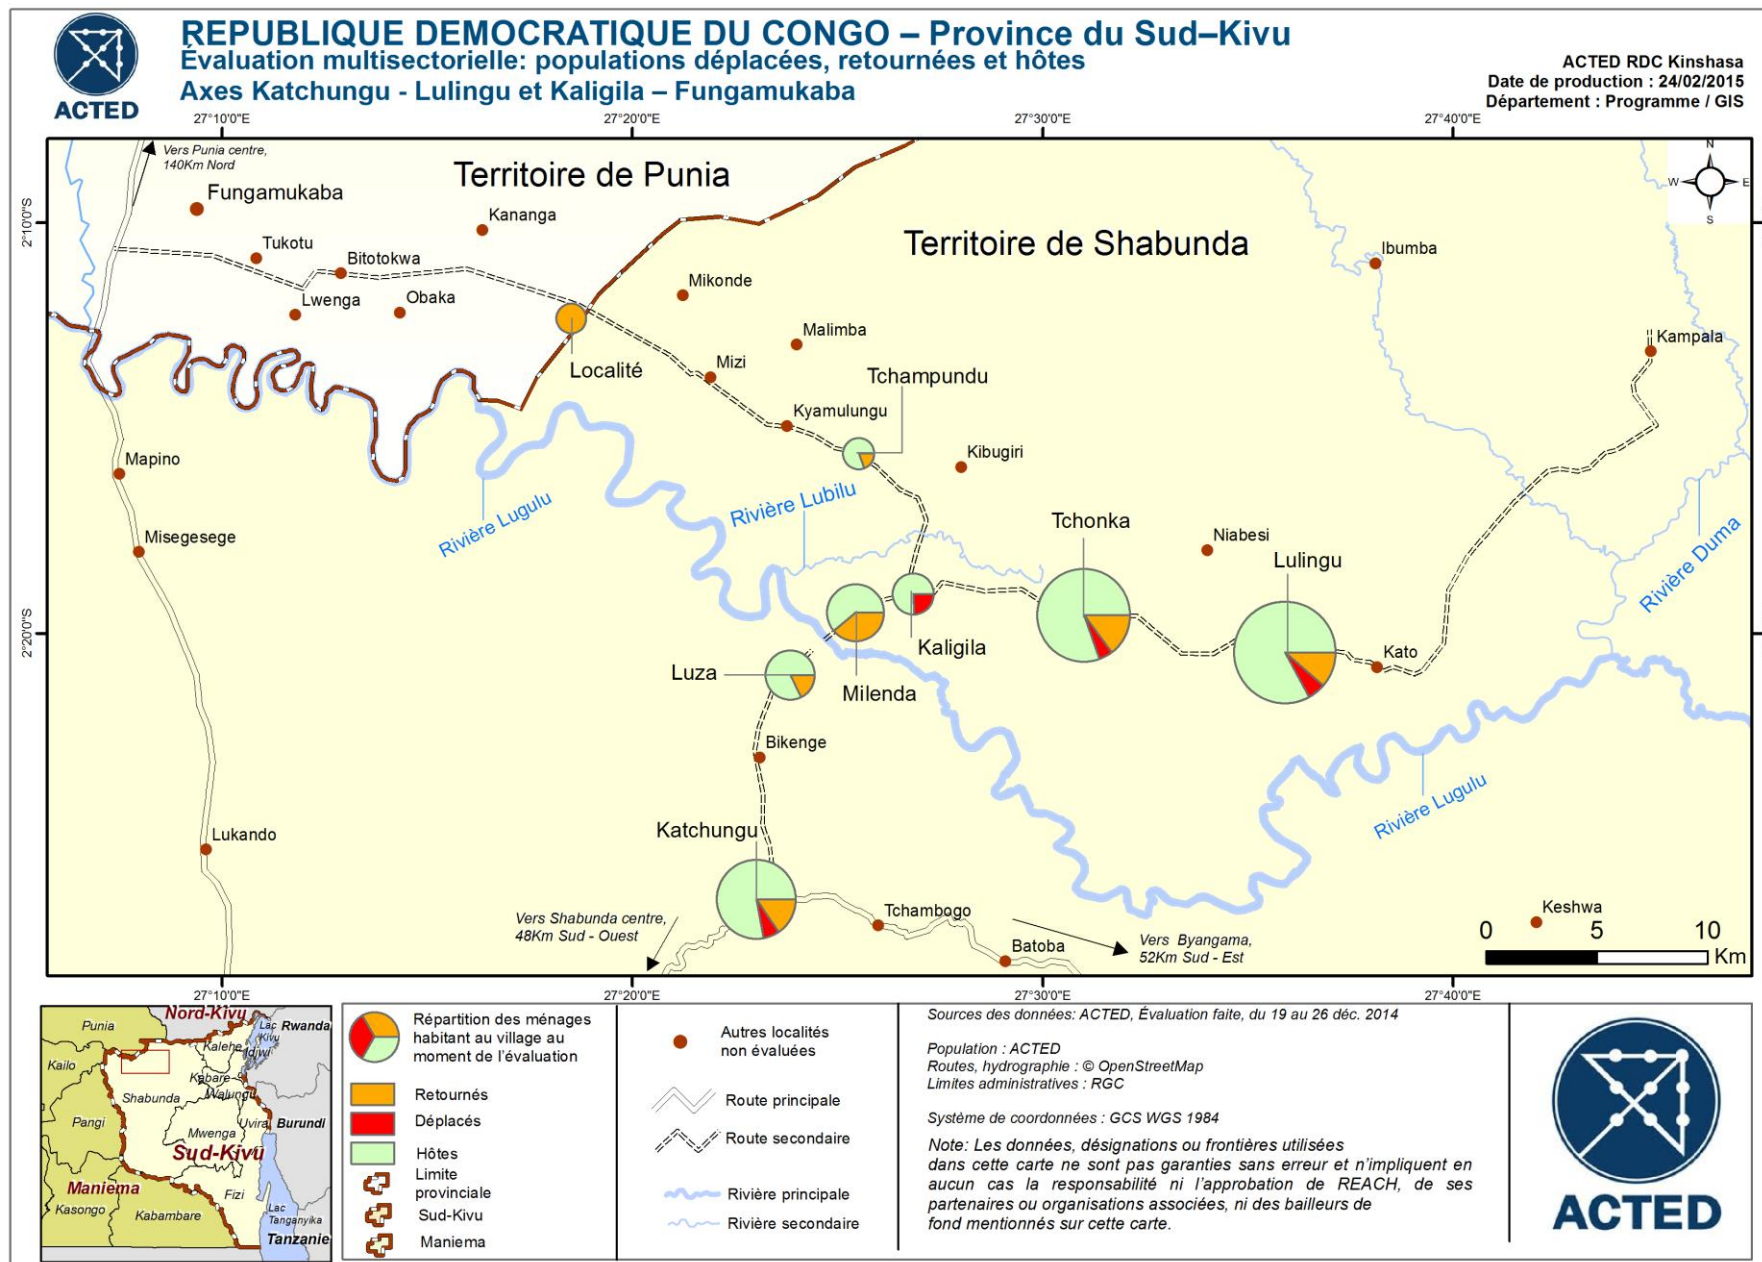 REPUBLIQUE DEMOCRATIQUE DU CONGO – Province du Sud–Kivu
Évaluation multisectorielle: populations déplacées, retournées et hôtes
Axes Katchungu - Lulingu et Kaligila – Fungamukaba
ACTED
ACTED RDC Kinshasa
Date de production : 24/02/2015
Département : Programme / GIS
27°10'0"E
27°20'0"E
27°30'0"E
27°40'0"E
2°10'0"S
2°20'0"S
Vers Punia centre,
140Km Nord
Territoire de Punia
Fungamukaba
Kananga
Tukotu
Bitotokwa
Lwenga
Obaka
Localité
Territoire de Shabunda
N
W
E
S
Ibumba
Mikonde
Malimba
Kampala
Mizi
Tchampundu
Kyamulungu
Kibugiri
Mapino
Rivière Lugulu
Rivière Lubilu
Tchonka
Niabesi
Lulingu
Rivière Duma
Misegesege
Kaligila
Kato
Luza
Milenda
Bikenge
Rivière Lugulu
Lukando
Katchungu
Vers Shabunda centre,
48Km Sud - Ouest
Tchambogo
Batoba
Vers Byangama,
52Km Sud - Est
Keshwa
0 5 10
Km
27°10'0"E
27°20'0"E
27°30'0"E
27°40'0"E
Nord-Kivu
Punia
Lac
Kivu
Rwanda
Kalehe
Idjwi
Kailo
Kabare
Walungu
Shabunda
Pangi
Uvira
Burundi
Mwenga
Sud-Kivu
Maniema
Fizi
Kasongo
Kabambare
Lac
Tanganyika
Tanzanie
Répartition des ménages
habitant au village au
moment de l'évaluation
Retournés
Déplacés
Hôtes
Limite
provinciale
Sud-Kivu
Maniema
Autres localités
non évaluées
Route principale
Route secondaire
Rivière principale
Rivière secondaire
Sources des données: ACTED, Évaluation faite, du 19 au 26 déc. 2014
Population : ACTED
Routes, hydrographie : © OpenStreetMap
Limites administratives : RGC
Système de coordonnées : GCS WGS 1984
Note: Les données, désignations ou frontières utilisées
dans cette carte ne sont pas garanties sans erreur et n'impliquent en
aucun cas la responsabilité ni l'approbation de REACH, de ses
partenaires ou organisations associées, ni des bailleurs de
fond mentionnés sur cette carte.
ACTED